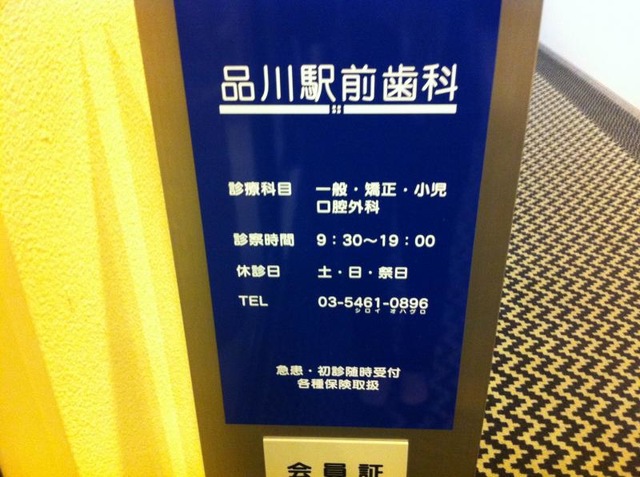 品川駅前歯科
診療科目 一般・矯正・小児
口腔外科
診察時間 9:30～19:00
休診日 土・日・祭日
TEL 03-5461-0896
シロイ オハグロ
急患・初診随時受付
各種保険取扱
会員証